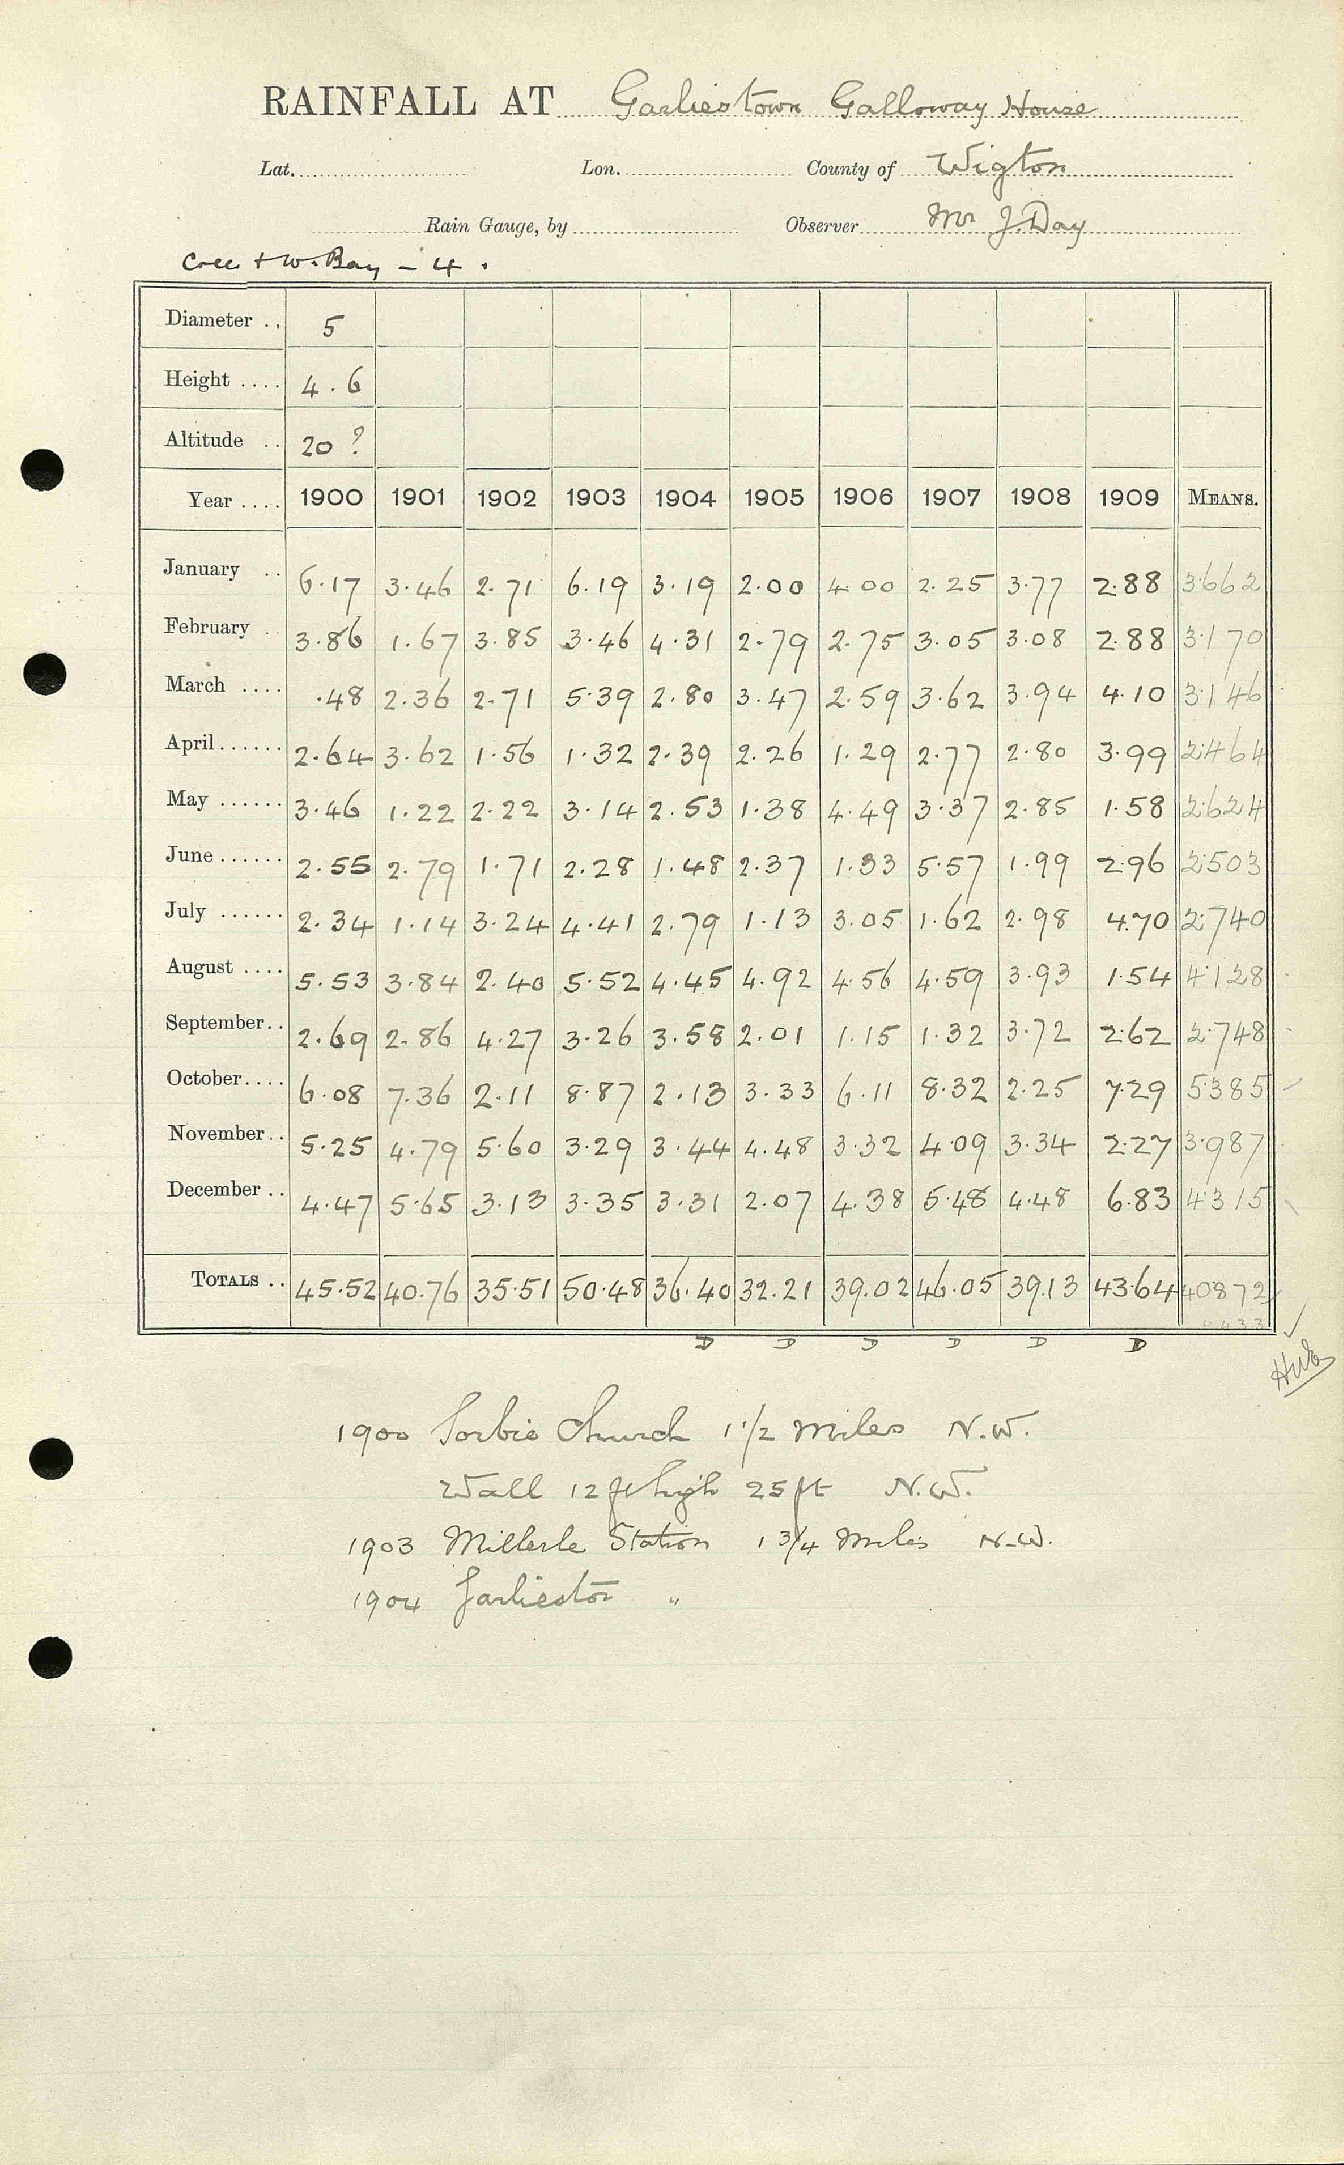 RAINFALL AT Garliestown Galloway House
Lat. Lon. County of Wigton
Rain Gauge, by Observer Mr J. Day
Cree + W. Bay - 4.
Diameter .. 5
Height .... 4.6
Altitude .. 20 ?
Year .... 1900 1901 1902 1903 1904 1905 1906 1907 1908 1909 MEANS.
January .. 6.17 3.46 2.71 6.19 3.19 2.00 4.00 2.25 3.77 2.88 3.662
February .. 3.86 1.67 3.85 3.46 4.31 2.79 2.75 3.05 3.08 2.88 3.170
March .... .48 2.36 2.71 5.39 2.80 3.47 2.59 3.62 3.94 4.10 3.146
April...... 2.64 3.62 1.56 1.32 2.39 2.26 1.29 2.77 2.80 3.99 2.464
May ...... 3.46 1.22 2.22 3.14 2.53 1.38 4.49 3.37 2.85 1.58 2.624
June...... 2.55 2.79 1.71 2.28 1.48 2.37 1.33 5.57 1.99 2.96 2.503
July ...... 2.34 1.14 3.24 4.41 2.79 1.13 3.05 1.62 2.98 4.70 2.740
August .... 5.53 3.84 2.40 5.52 4.45 4.92 4.56 4.59 3.93 1.54 4.128
September.. 2.69 2.86 4.27 3.26 3.58 2.01 1.15 1.32 3.72 2.62 2.748
October.... 6.08 7.36 2.11 8.87 2.13 3.33 6.11 8.32 2.25 7.29 5.385
November.. 5.25 4.79 5.60 3.29 3.44 4.48 3.32 4.09 3.34 2.27 3.987
December .. 4.47 5.65 3.13 3.35 3.31 2.07 4.38 5.48 4.48 6.83 4.315
TOTALS .. 45.52 40.76 35.51 50.48 36.40 32.21 39.02 46.05 39.13 43.64 40.872
D D D D D D
1900 Sorbie Church 1 1/2 miles N.W.
Wall 12 ft high 25 ft N.W.
1903 Millisle Station 1 3/4 miles N.W.
1904 Garlieston "